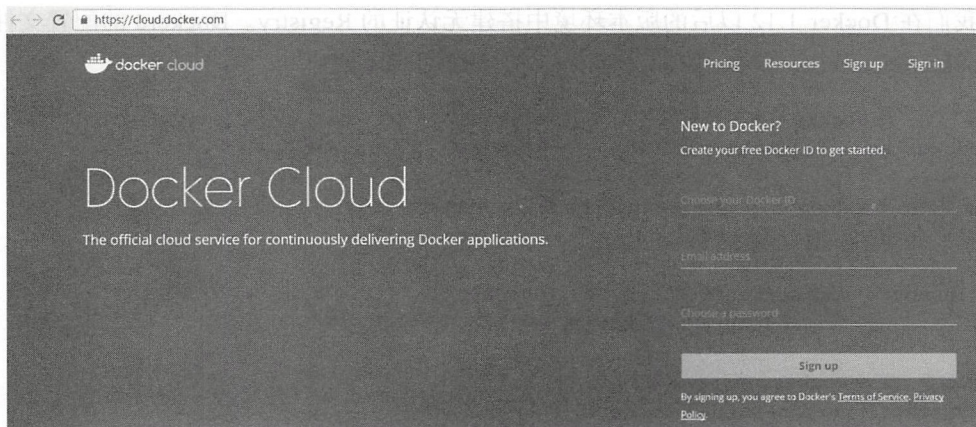 https://cloud.docker.com
docker cloud
Pricing Resources Sign up Sign in
New to Docker?
Create your free Docker ID to get started.
Docker Cloud
Choose your Docker ID
The official cloud service for continuously delivering Docker applications.
Email address
Choose a password
Sign up
By signing up, you agree to Docker's Terms of Service. Privacy
Policy.